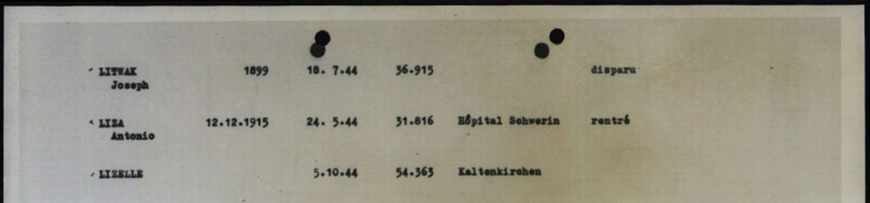 LITWAK 1899 18. 7.44 36.915 disparu
Joseph
LIZA 12.12.1915 24. 5.44 31.816 Hôpital Schwerin rentré
Antonio
LIZELLE 5.10.44 54.363 Kaltenkirchen